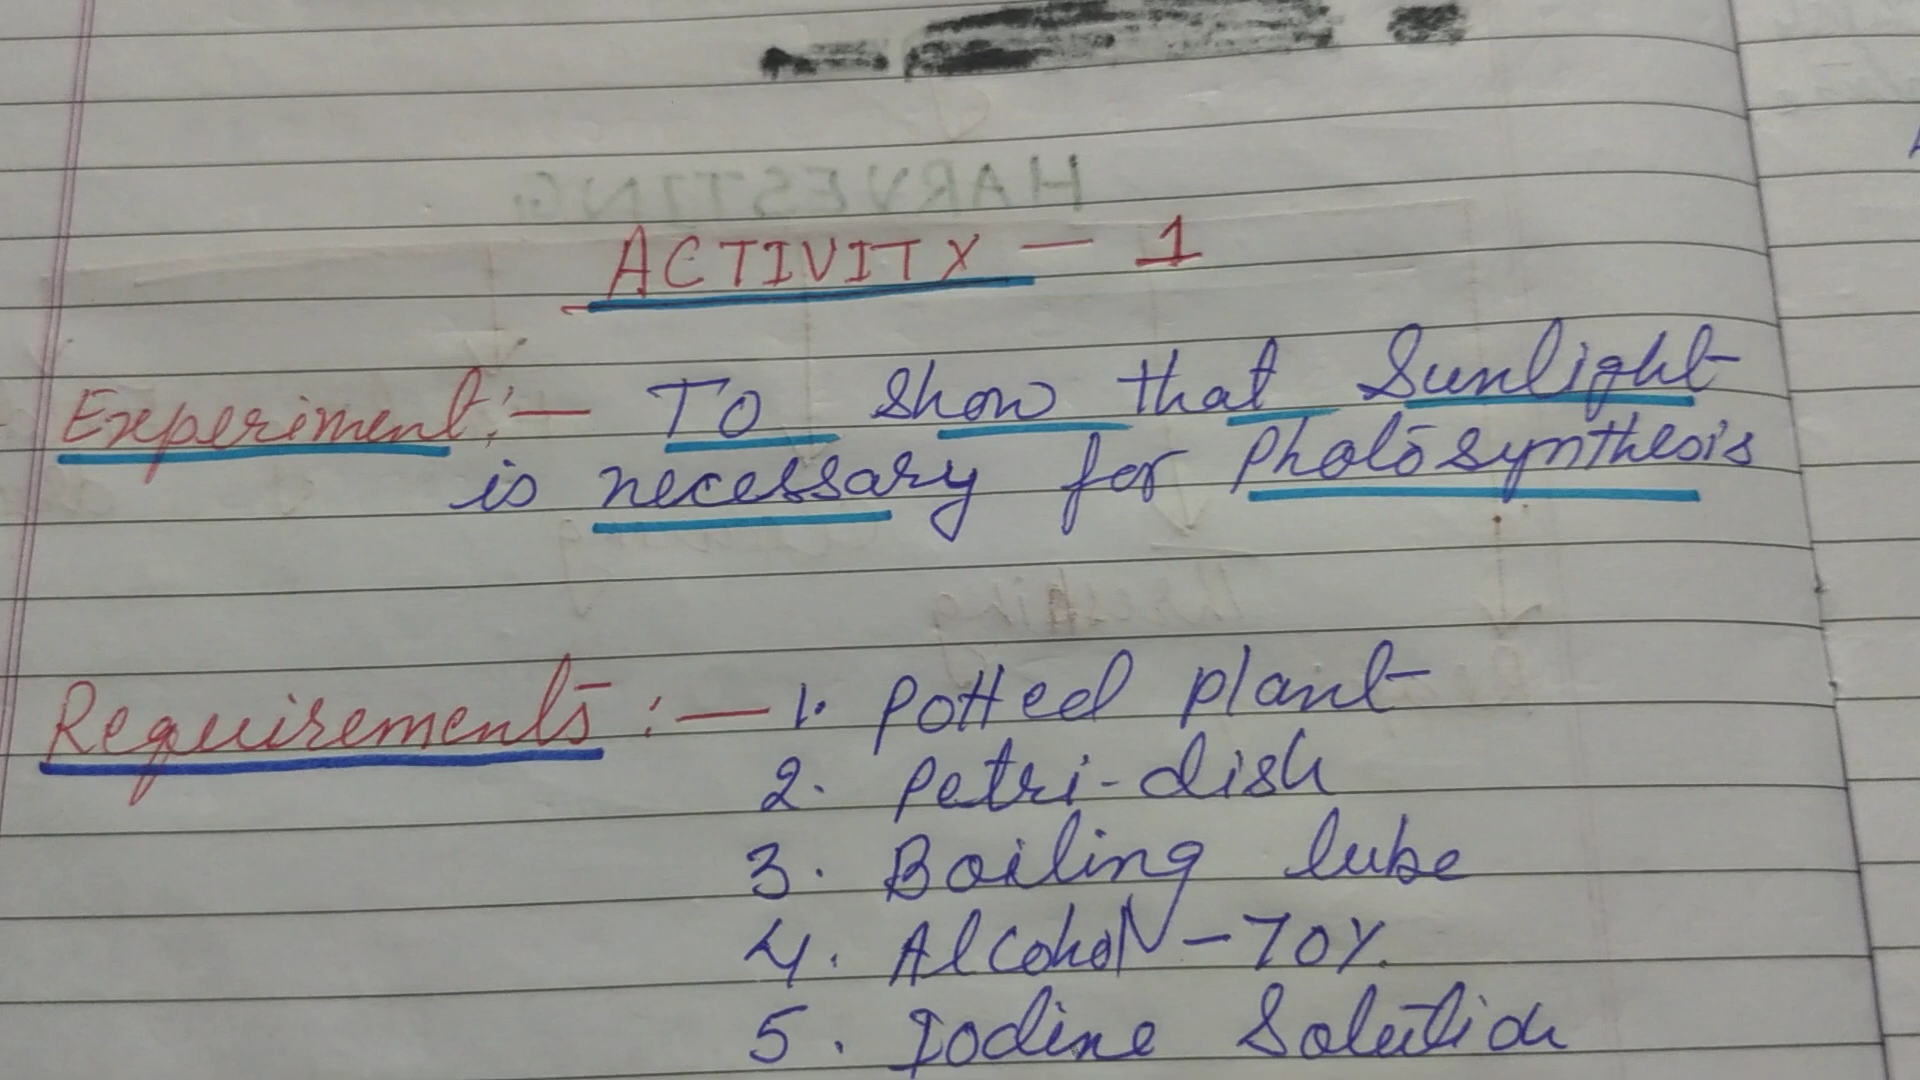 ACTIVITY - 1
Experiment:- To show that Sunlight
is necessary for Photosynthesis
Requirements :- 1. Potted plant
2. Petri-dish
3. Boiling tube
4. Alcohol - 70%
5. Iodine Solution